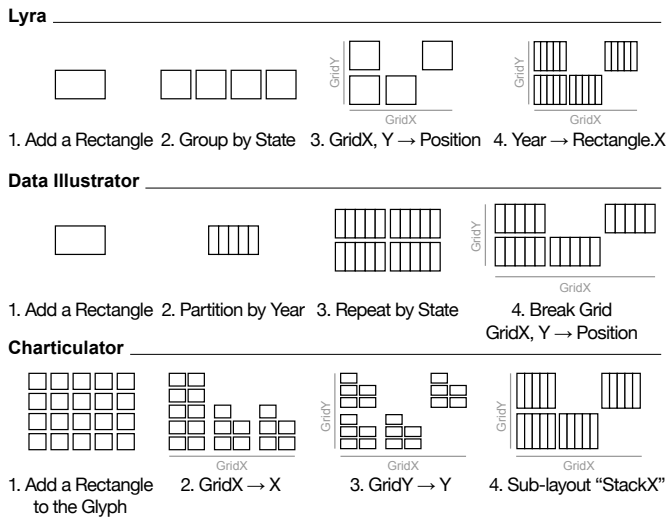 Lyra
GridY
GridX
GridY
GridX
1. Add a Rectangle 2. Group by State 3. GridX, Y → Position 4. Year → Rectangle.X
Data Illustrator
GridY
GridX
1. Add a Rectangle 2. Partition by Year 3. Repeat by State 4. Break Grid
GridX, Y → Position
Charticulator
GridX
GridY
GridX
GridY
GridX
1. Add a Rectangle 2. GridX → X 3. GridY → Y 4. Sub-layout “StackX”
to the Glyph